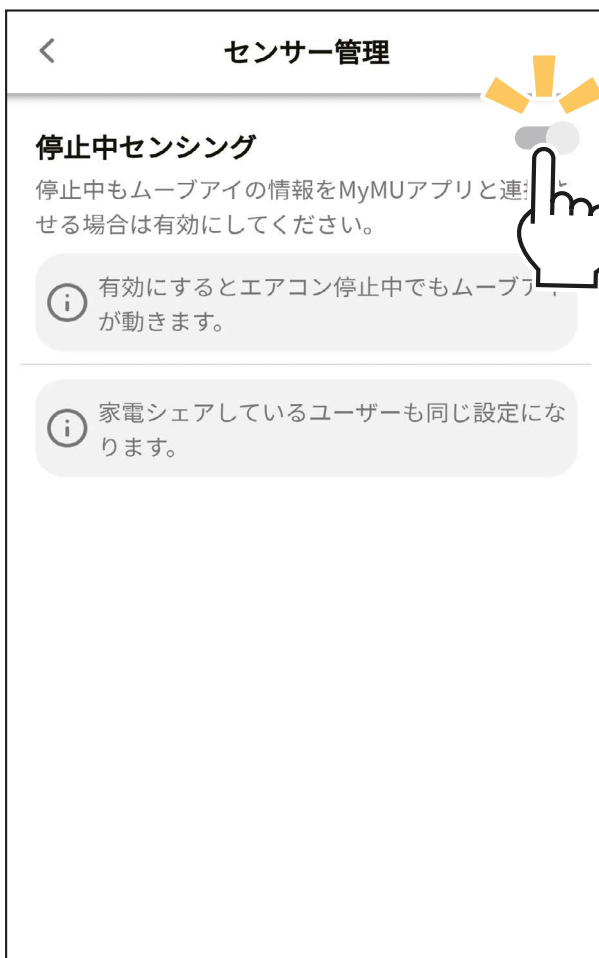 センサー管理
停止中センシング
停止中もムーブアイの情報をMyMUアプリと連
せる場合は有効にしてください。
有効にするとエアコン停止中でもムーブア
が動きます。
家電シェアしているユーザーも同じ設定にな
ります。